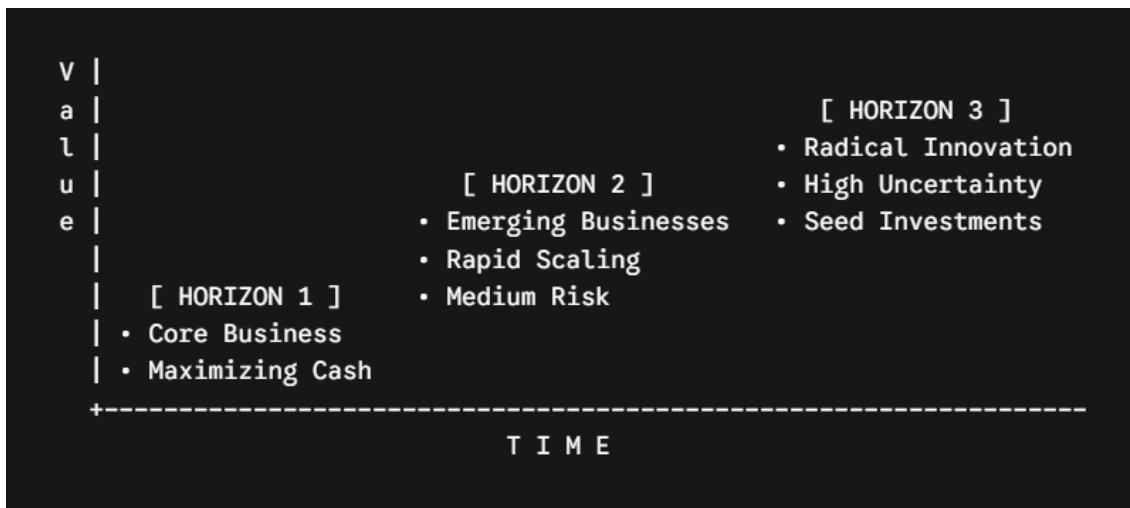 V |
a | [ HORIZON 3 ]
l | • Radical Innovation
u | [ HORIZON 2 ] • High Uncertainty
e | • Emerging Businesses • Seed Investments
| • Rapid Scaling
| [ HORIZON 1 ] • Medium Risk
| • Core Business
| • Maximizing Cash
+------------------------------------------------------------------
T I M E